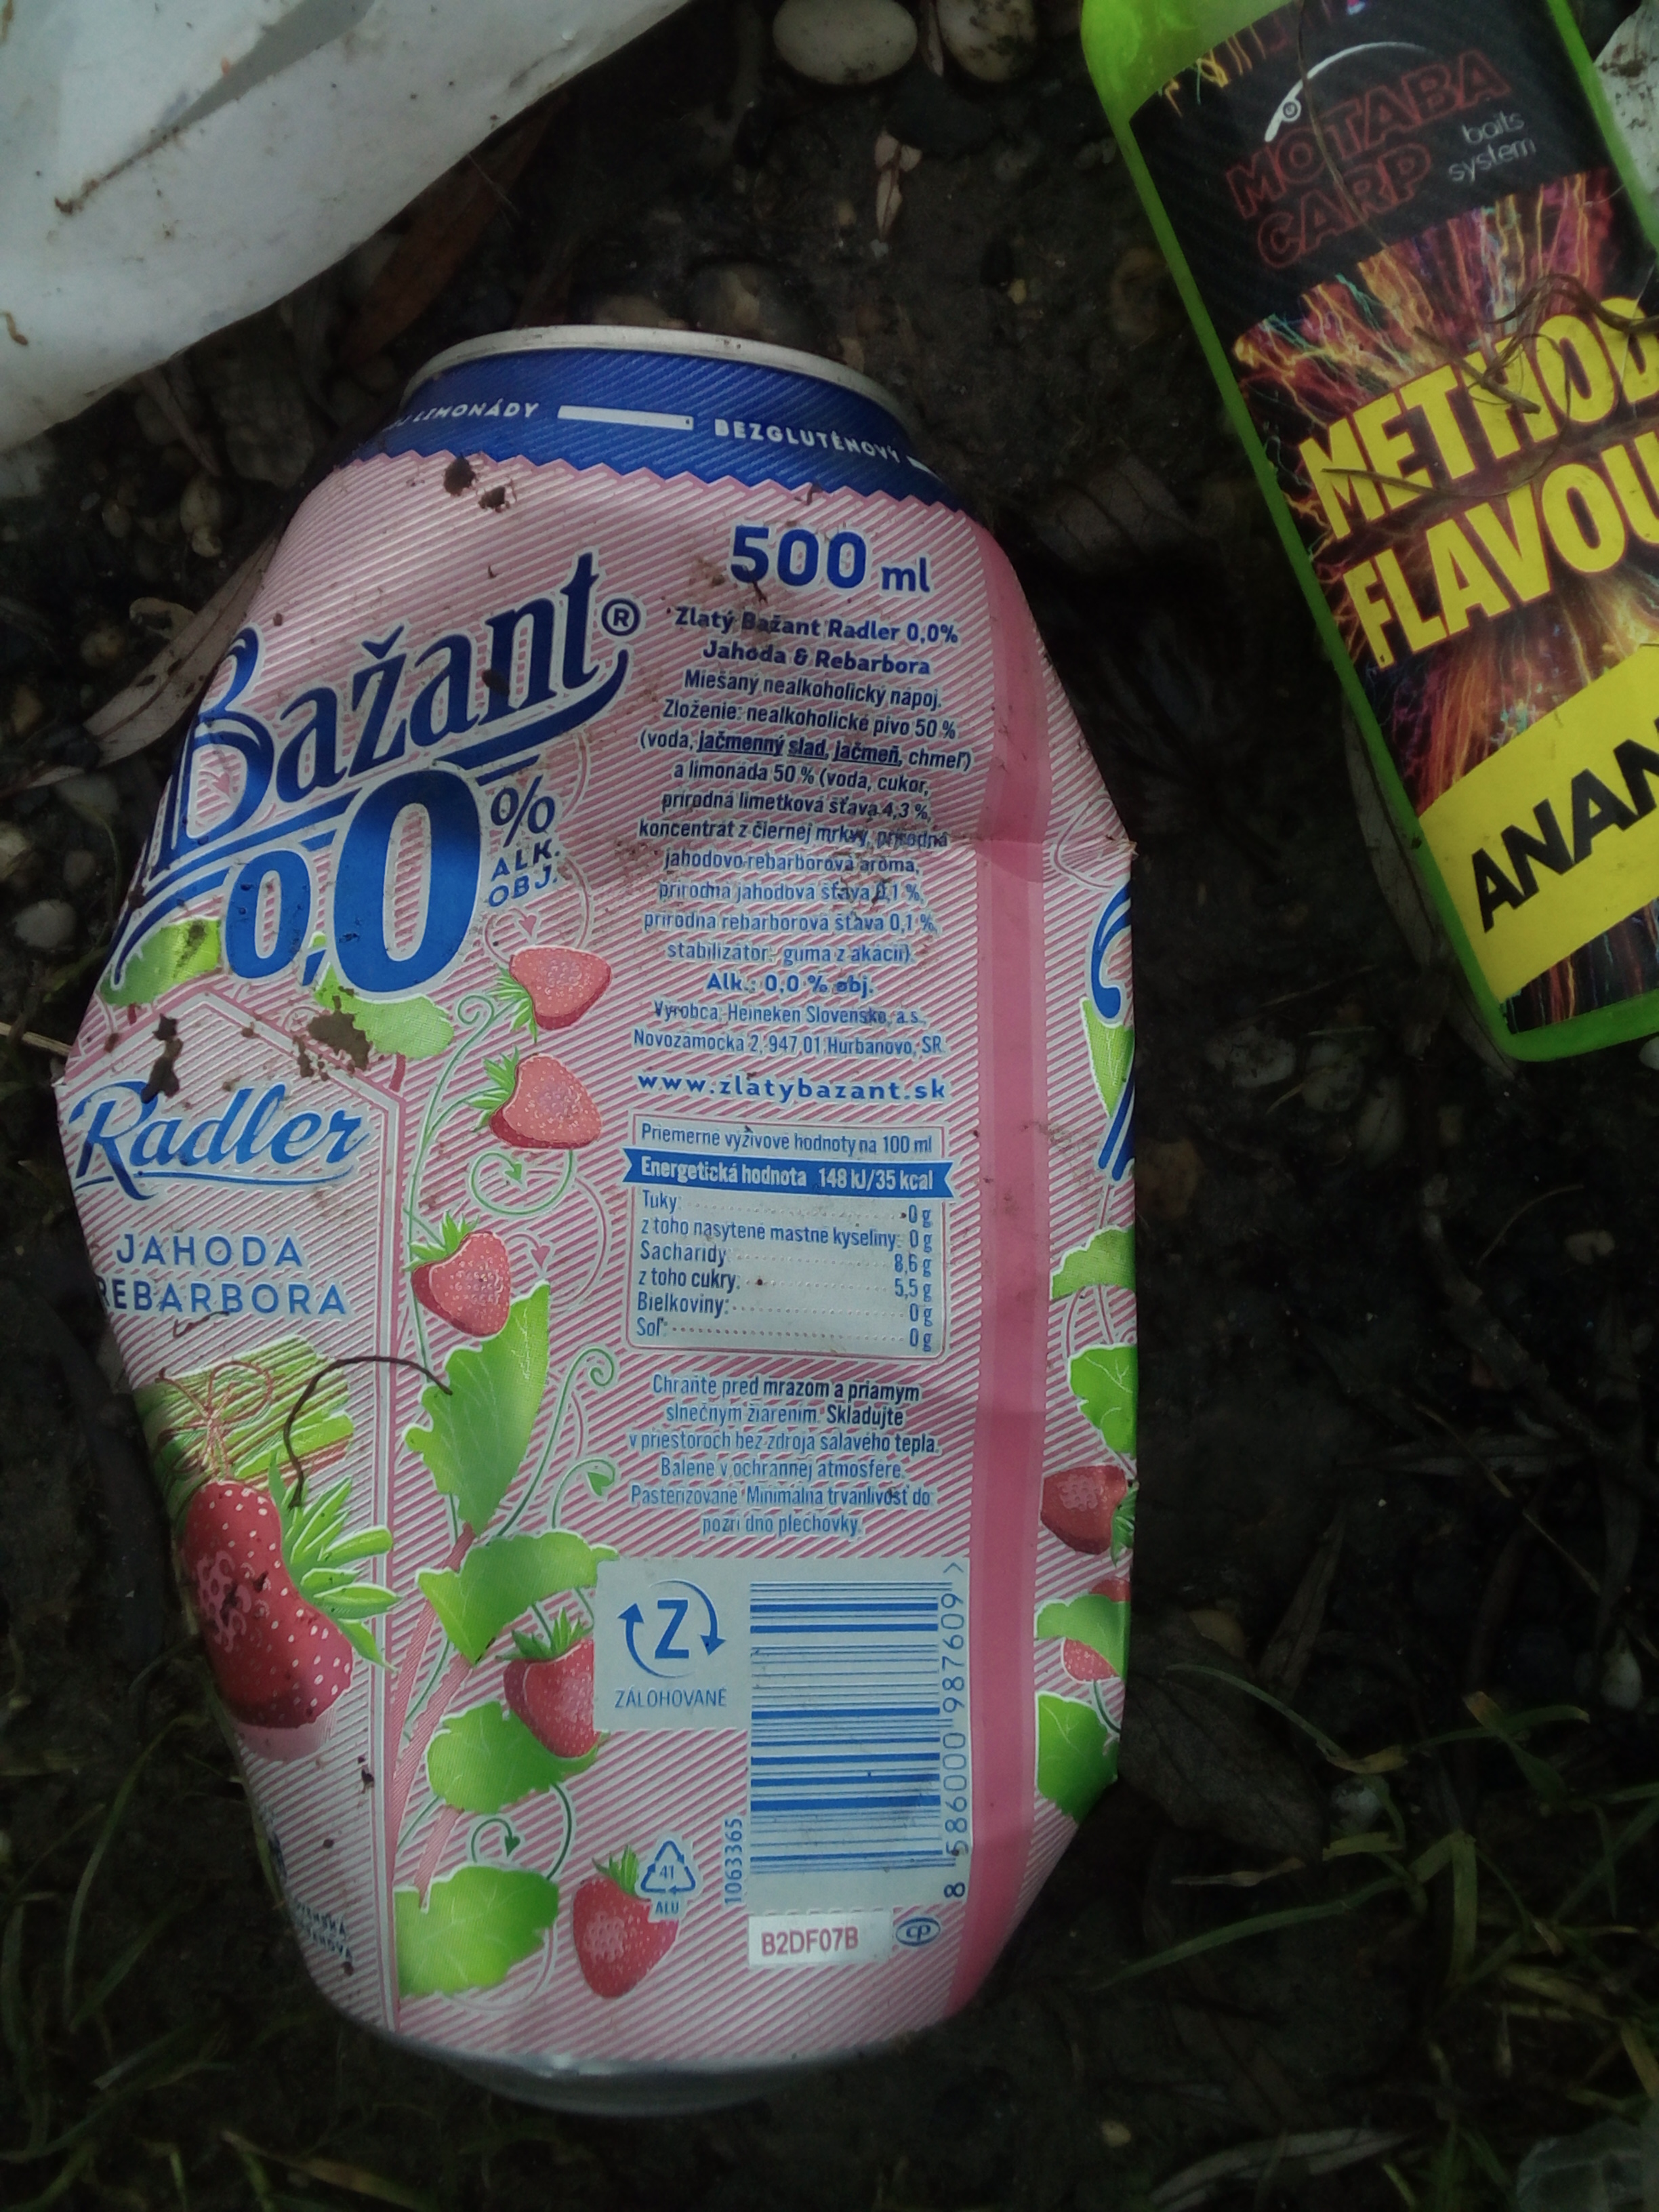 LIMONÁDY
BEZGLUTÉNOVÝ
Bažant®
0,0 %
ALK.
OBJ.
Radler
JAHODA
REBARBORA
500 ml
Zlatý Bažant Radler 0,0%
Jahoda & Rebarbora
Miešaný nealkoholický nápoj.
Zloženie: nealkoholické pivo 50 %
(voda, jačmenný slad, jačmeň, chmeľ)
a limonáda 50 % (voda, cukor,
prírodná limetková šťava 4,3 %,
koncentrát z čiernej mrkvy, prírodná
jahodovo-rebarborová aróma,
prírodná jahodová šťava 0,1 %,
prírodná rebarborová šťava 0,1 %,
stabilizátor: guma z akácií).
Alk.: 0,0 % obj.
Výrobca: Heineken Slovensko, a.s.,
Novozámocká 2, 947 01 Hurbanovo, SR
www.zlatybazant.sk
Priemerné výživové hodnoty na 100 ml
Energetická hodnota 148 kJ/35 kcal
Tuky: 0 g
z toho nasýtené mastné kyseliny: 0 g
Sacharidy: 8,6 g
z toho cukry: 5,5 g
Bielkoviny: 0 g
Soľ: 0 g
Chráňte pred mrazom a priamym
slnečným žiarením. Skladujte
v priestoroch bez zdroja sálavého tepla.
Balené v ochrannej atmosfére.
Pasterizované. Minimálna trvanlivosť do
pozri dno plechovky.
Z
ZÁLOHOVANÉ
8 586000 987609 >
1063365
41
ALU
B2DF07B
CP
MOTABA
CARP
baits
system
METHOD
FLAVOU
ANAN